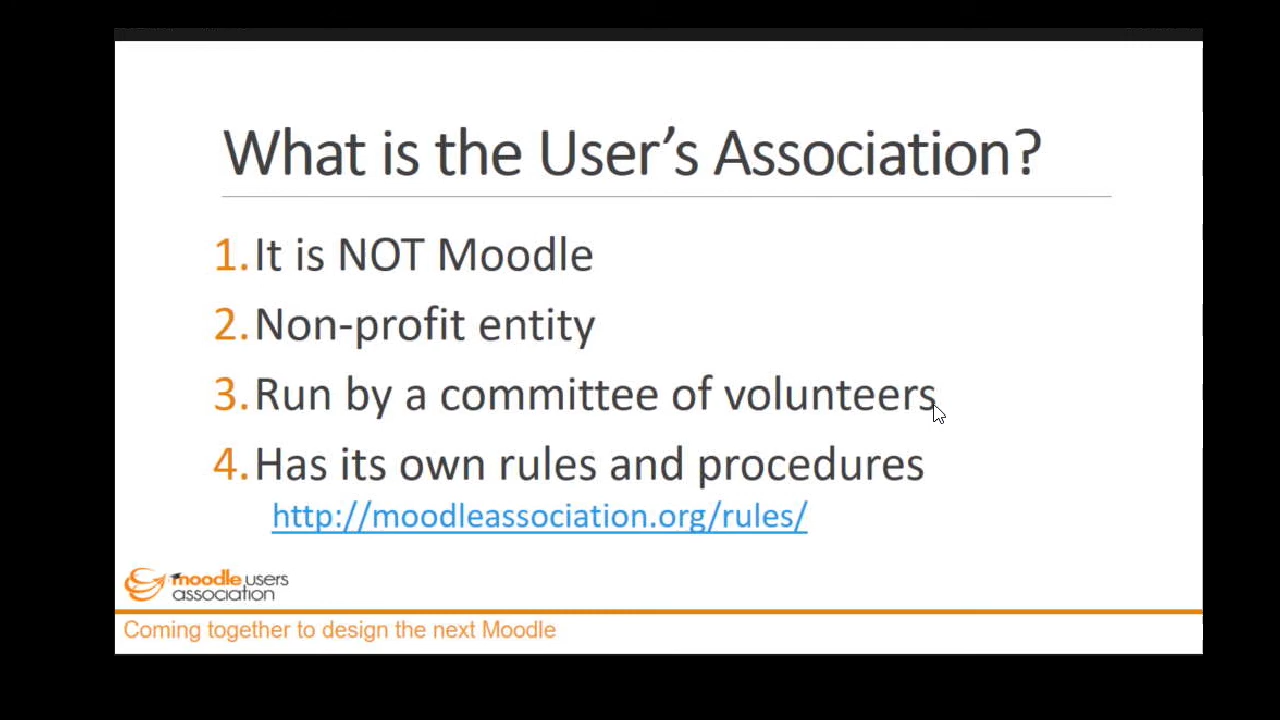 What is the User’s Association?
1. It is NOT Moodle
2. Non-profit entity
3. Run by a committee of volunteers
4. Has its own rules and procedures
http://moodleassociation.org/rules/
moodle users
association
Coming together to design the next Moodle